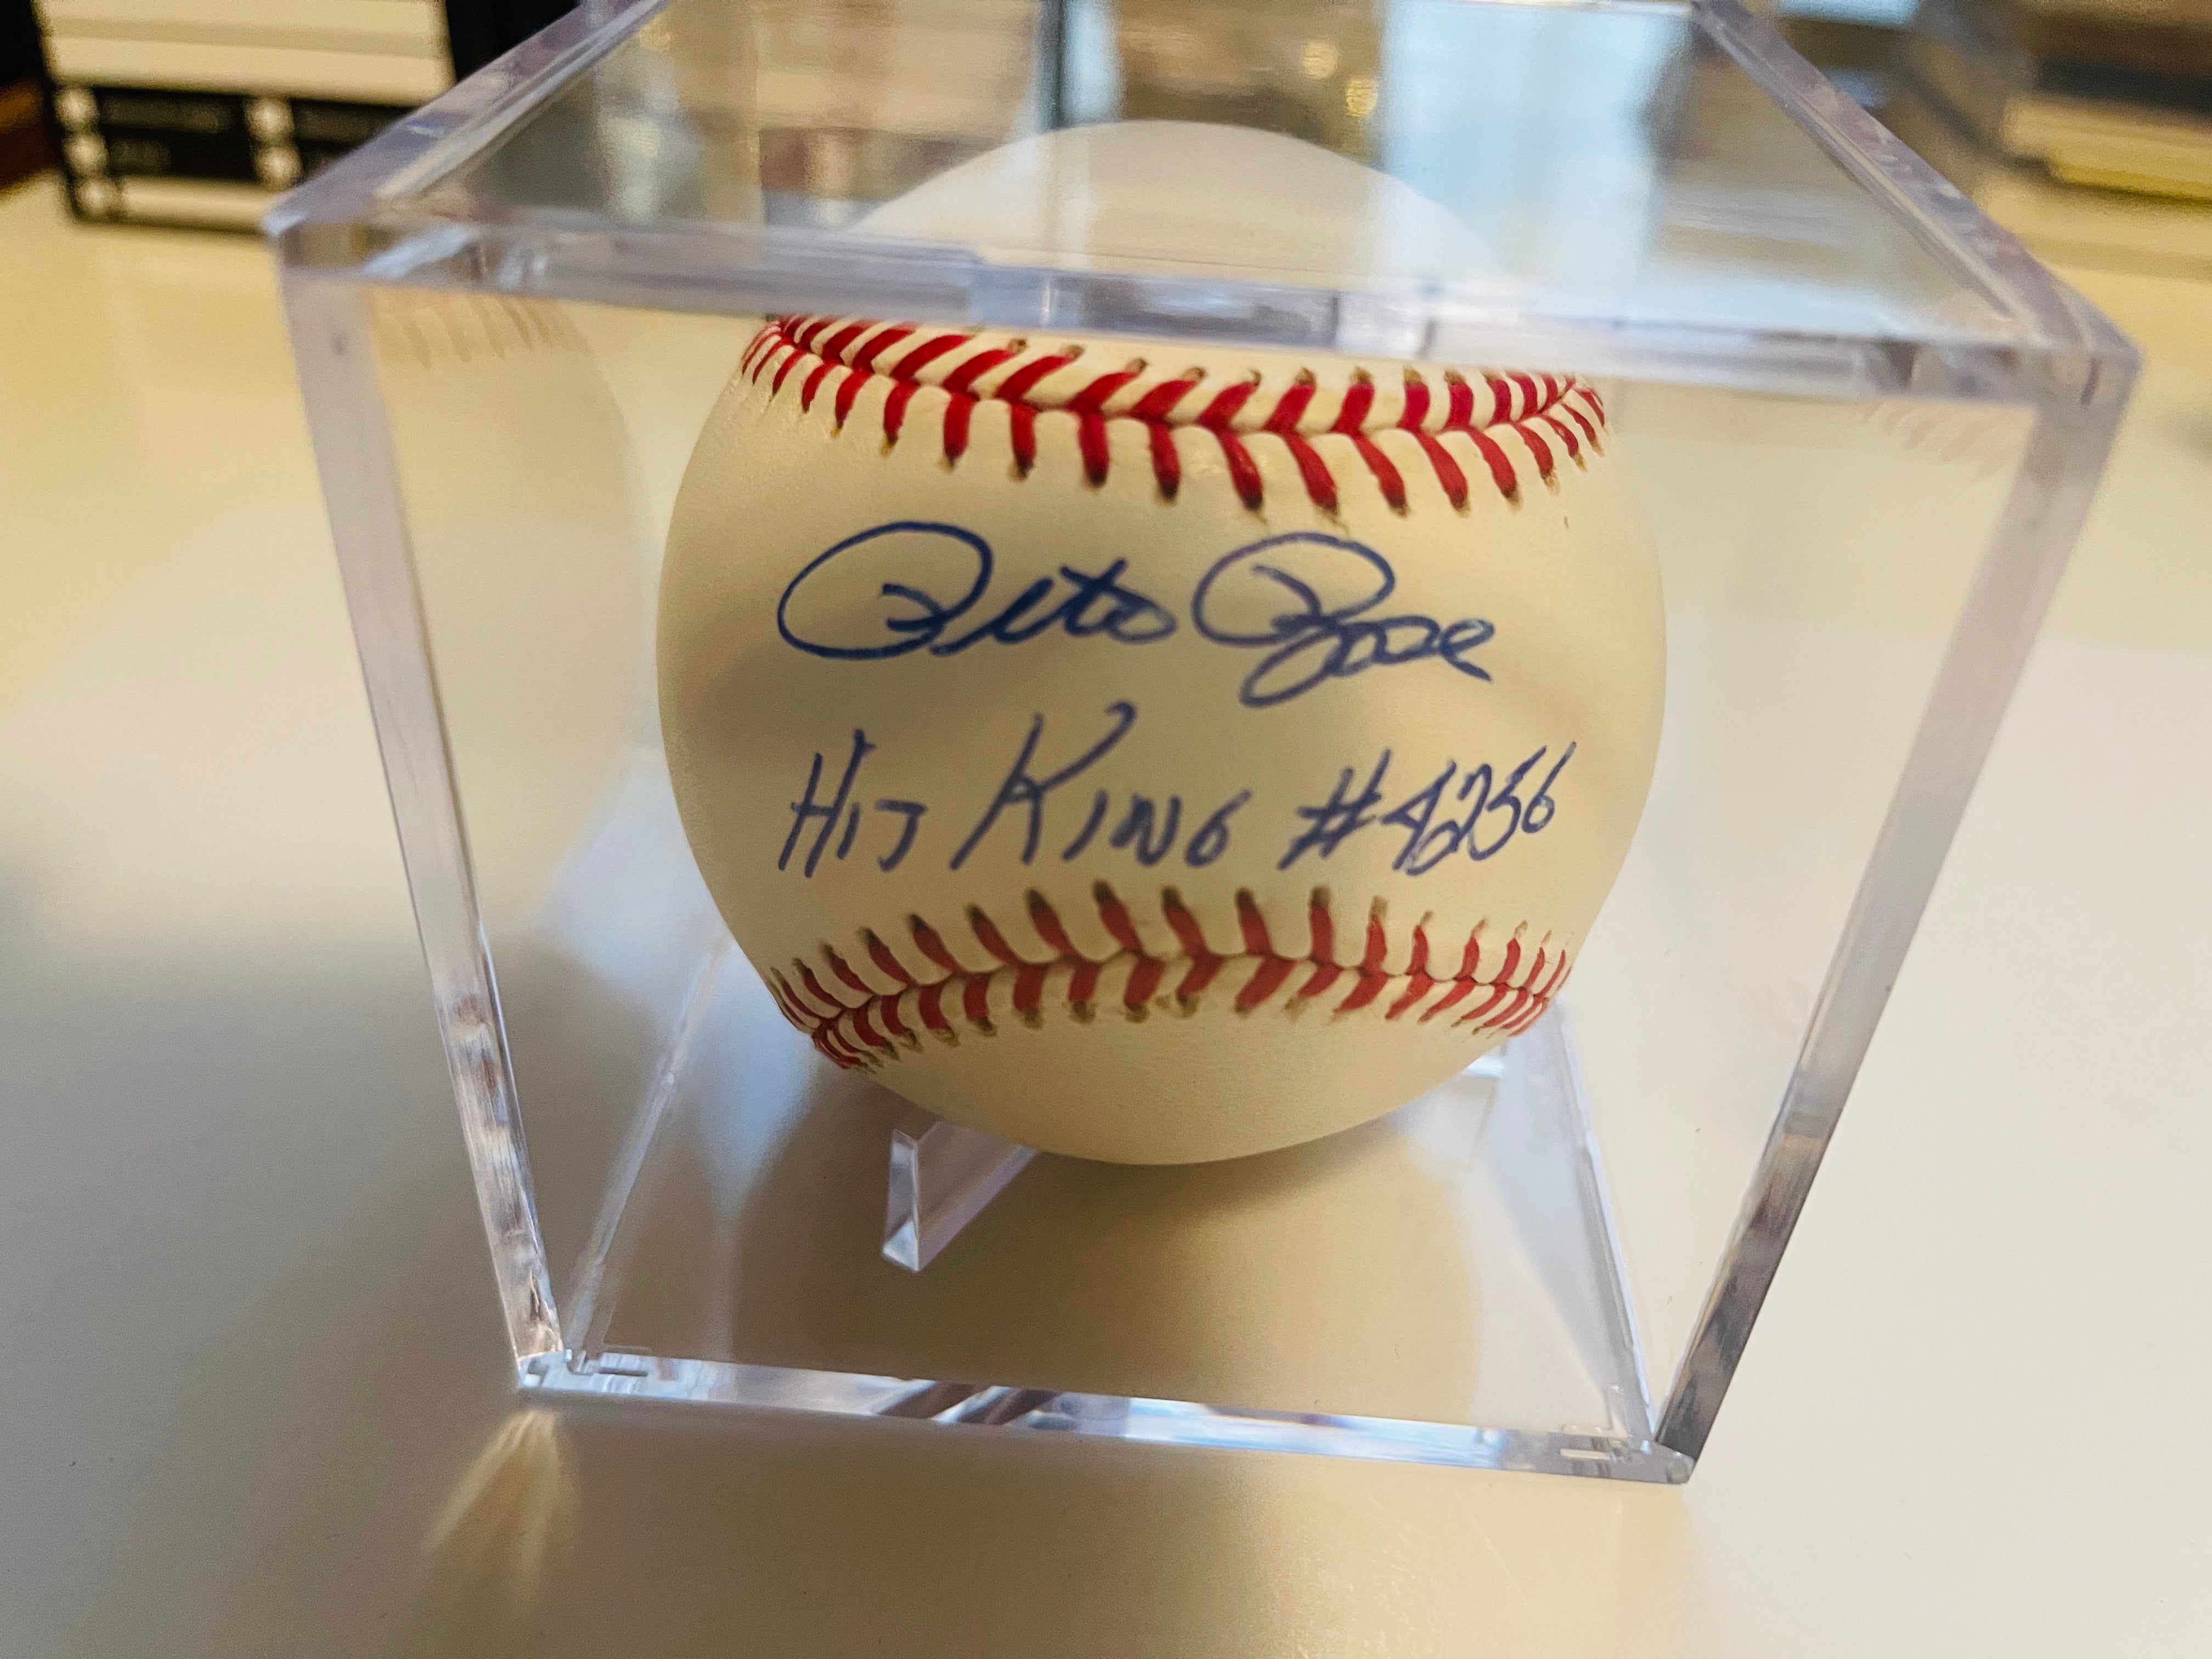 Pete Rose
Hit King #4256